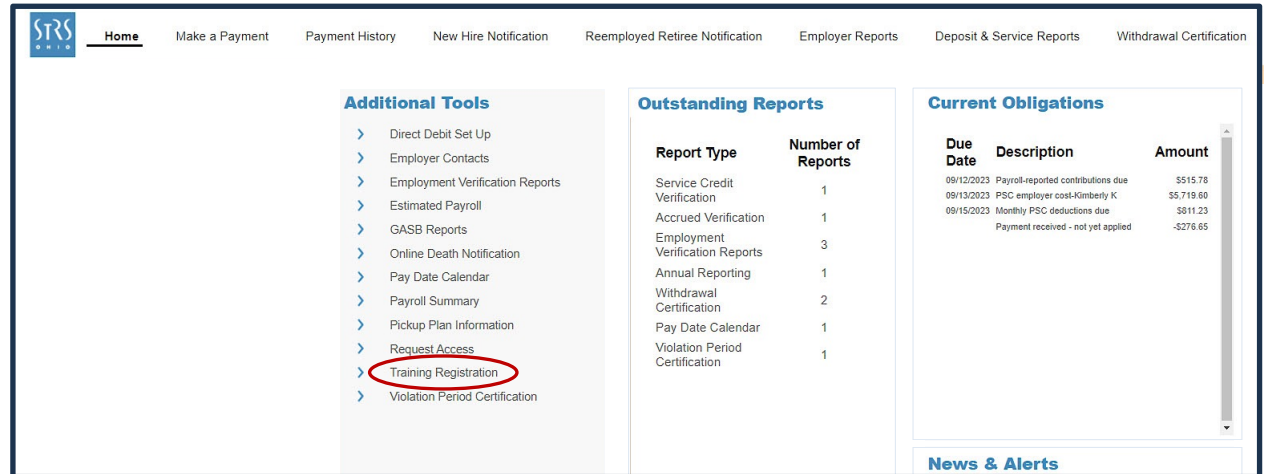 STRS
OHIO
Home Make a Payment Payment History New Hire Notification Reemployed Retiree Notification Employer Reports Deposit & Service Reports Withdrawal Certification
Additional Tools
Direct Debit Set Up
Employer Contacts
Employment Verification Reports
Estimated Payroll
GASB Reports
Online Death Notification
Pay Date Calendar
Payroll Summary
Pickup Plan Information
Request Access
Training Registration
Violation Period Certification
Outstanding Reports
Report Type Number of
Reports
Service Credit
Verification 1
Accrued Verification 1
Employment
Verification Reports 3
Annual Reporting 1
Withdrawal
Certification 2
Pay Date Calendar 1
Violation Period
Certification 1
Current Obligations
Due
Date Description Amount
09/12/2023 Payroll-reported contributions due $515.78
09/13/2023 PSC employer cost-Kimberly K $5,719.60
09/15/2023 Monthly PSC deductions due $811.23
Payment received - not yet applied -$276.65
News & Alerts